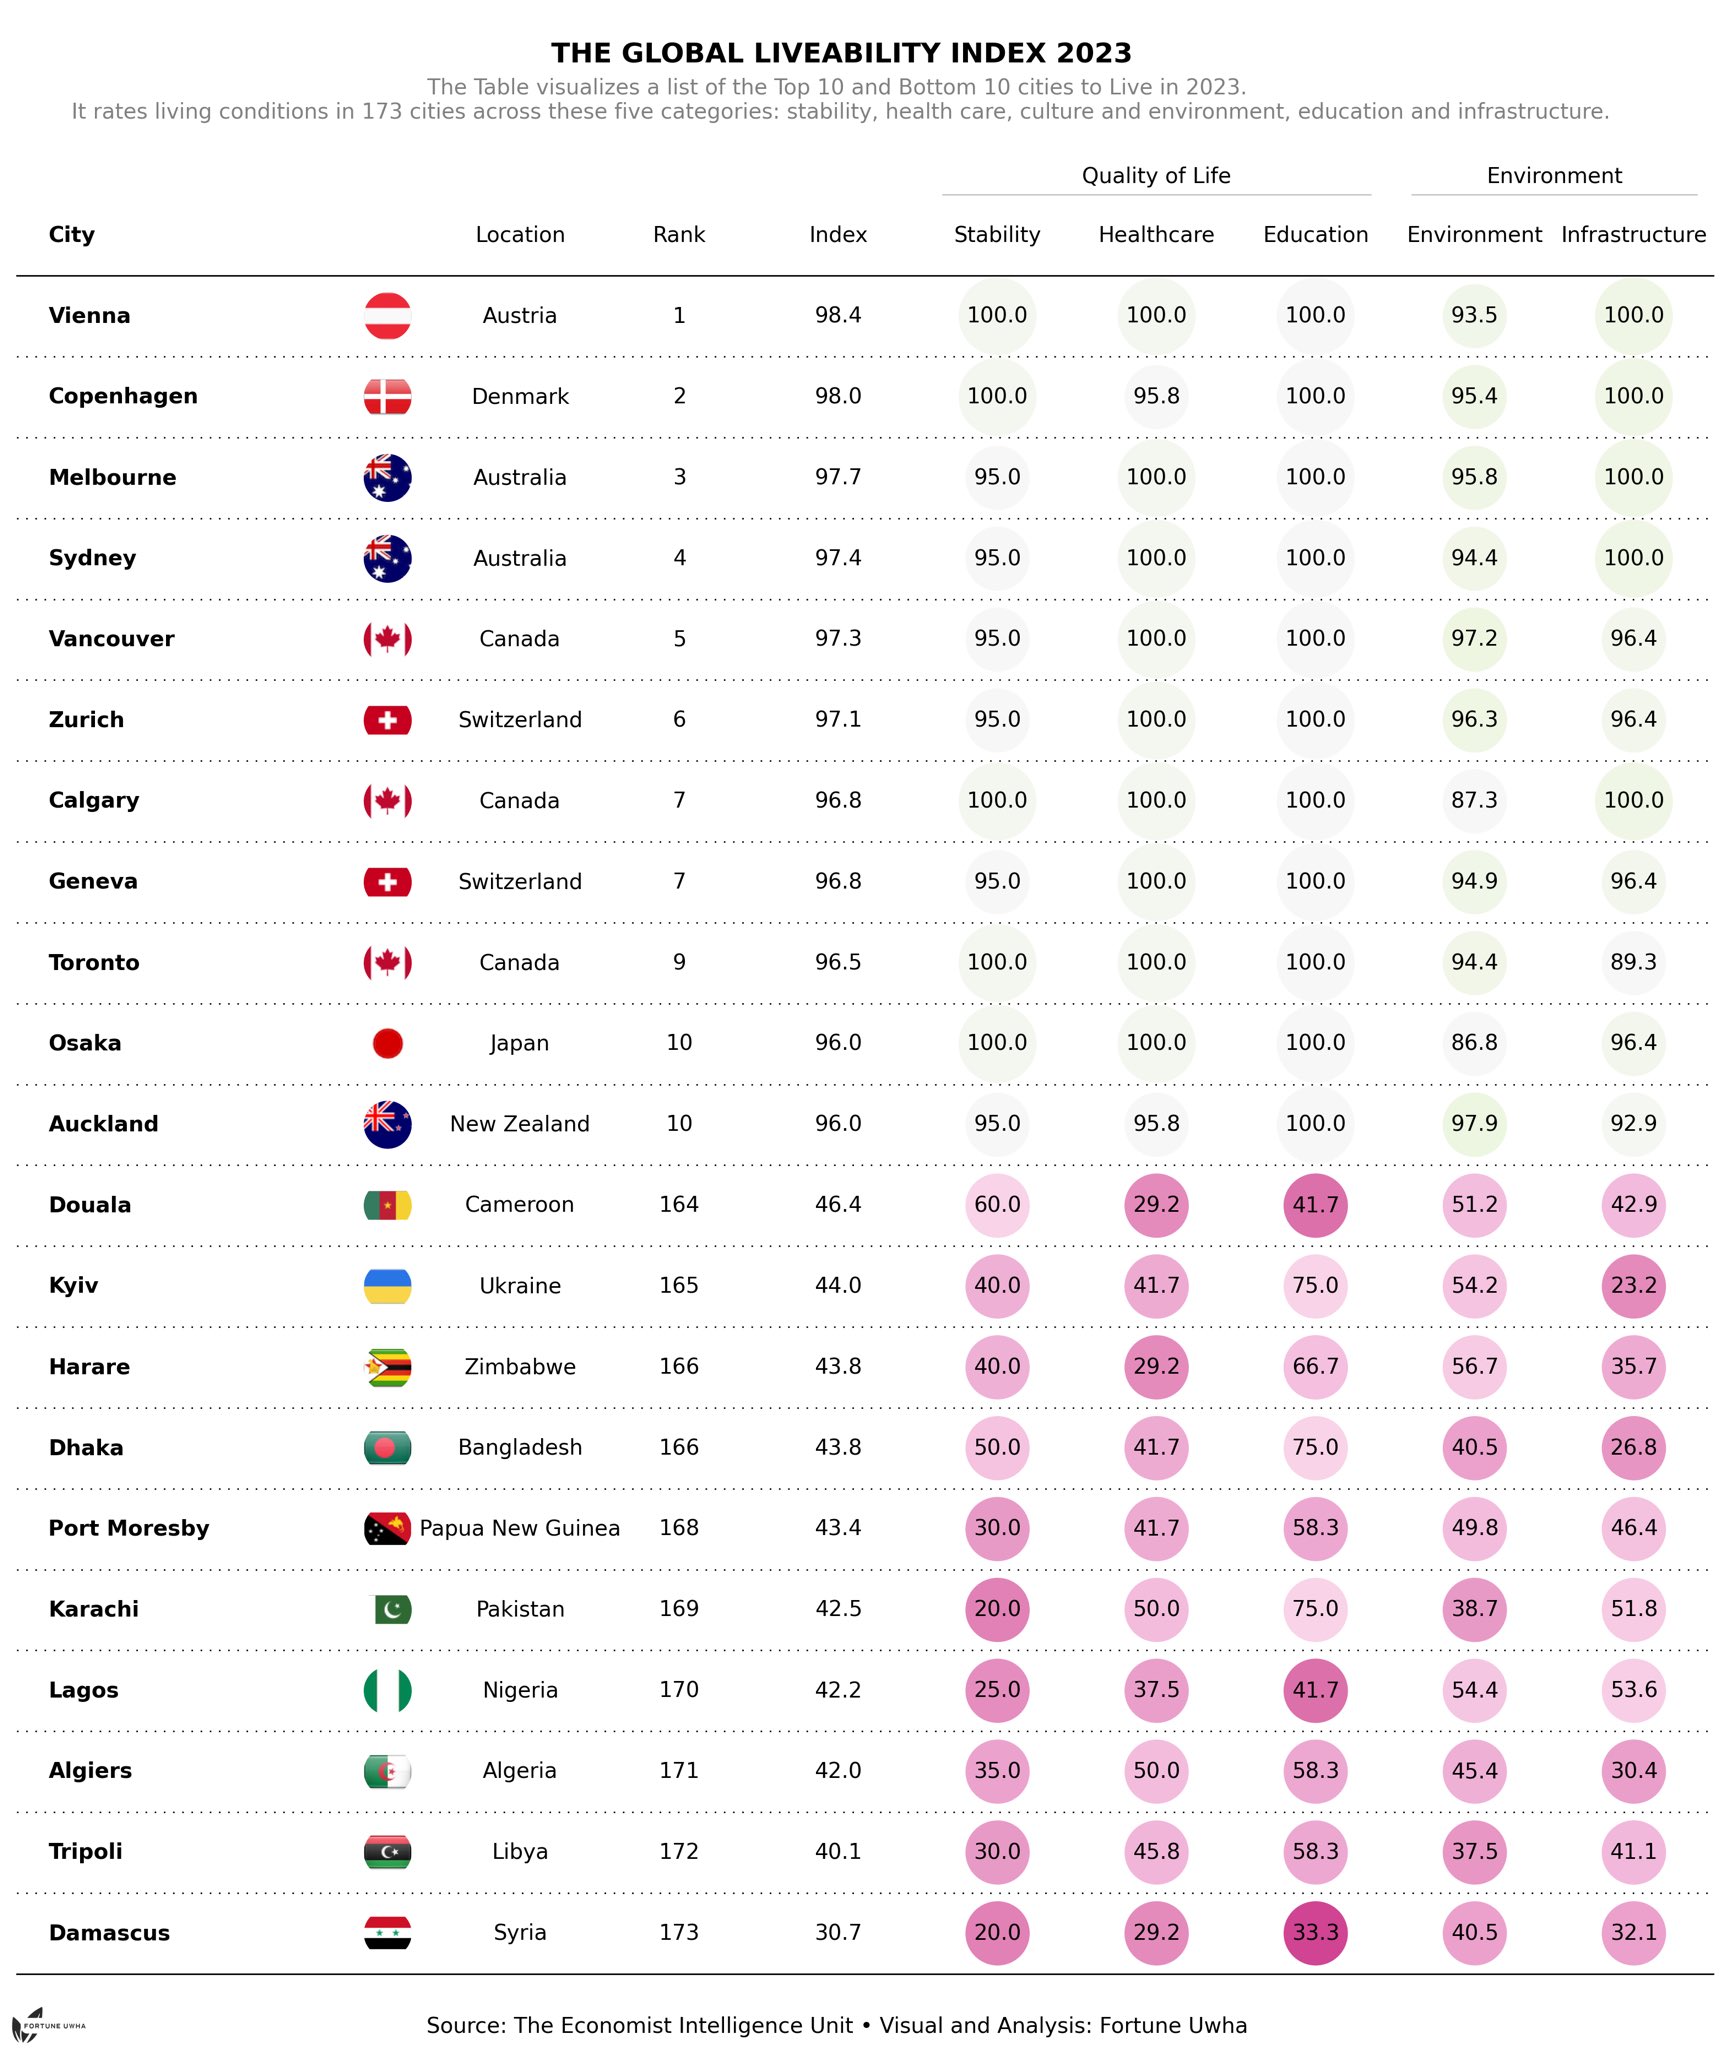 THE GLOBAL LIVEABILITY INDEX 2023
The Table visualizes a list of the Top 10 and Bottom 10 cities to Live in 2023.
It rates living conditions in 173 cities across these five categories: stability, health care, culture and environment, education and infrastructure.
Quality of Life Environment
City Location Rank Index Stability Healthcare Education Environment Infrastructure
Vienna Austria 1 98.4 100.0 100.0 100.0 93.5 100.0
Copenhagen Denmark 2 98.0 100.0 95.8 100.0 95.4 100.0
Melbourne Australia 3 97.7 95.0 100.0 100.0 95.8 100.0
Sydney Australia 4 97.4 95.0 100.0 100.0 94.4 100.0
Vancouver Canada 5 97.3 95.0 100.0 100.0 97.2 96.4
Zurich Switzerland 6 97.1 95.0 100.0 100.0 96.3 96.4
Calgary Canada 7 96.8 100.0 100.0 100.0 87.3 100.0
Geneva Switzerland 7 96.8 95.0 100.0 100.0 94.9 96.4
Toronto Canada 9 96.5 100.0 100.0 100.0 94.4 89.3
Osaka Japan 10 96.0 100.0 100.0 100.0 86.8 96.4
Auckland New Zealand 10 96.0 95.0 95.8 100.0 97.9 92.9
Douala Cameroon 164 46.4 60.0 29.2 41.7 51.2 42.9
Kyiv Ukraine 165 44.0 40.0 41.7 75.0 54.2 23.2
Harare Zimbabwe 166 43.8 40.0 29.2 66.7 56.7 35.7
Dhaka Bangladesh 166 43.8 50.0 41.7 75.0 40.5 26.8
Port Moresby Papua New Guinea 168 43.4 30.0 41.7 58.3 49.8 46.4
Karachi Pakistan 169 42.5 20.0 50.0 75.0 38.7 51.8
Lagos Nigeria 170 42.2 25.0 37.5 41.7 54.4 53.6
Algiers Algeria 171 42.0 35.0 50.0 58.3 45.4 30.4
Tripoli Libya 172 40.1 30.0 45.8 58.3 37.5 41.1
Damascus Syria 173 30.7 20.0 29.2 33.3 40.5 32.1
FORTUNE UWHA
Source: The Economist Intelligence Unit • Visual and Analysis: Fortune Uwha